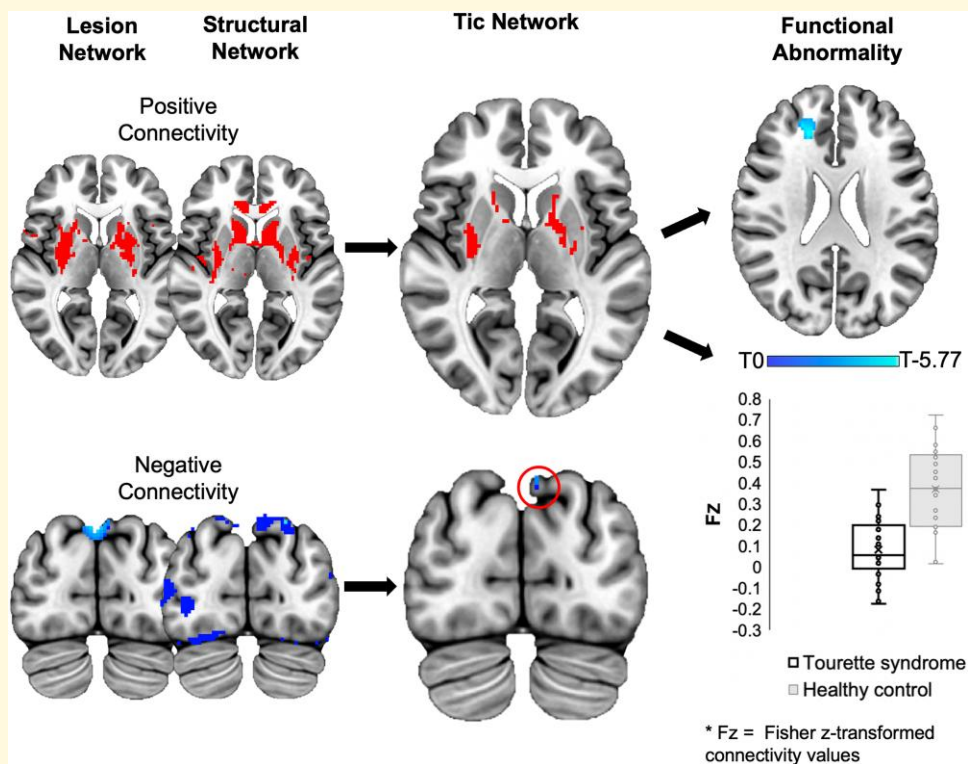 Lesion
Network
Structural
Network
Tic Network
Functional
Abnormality
Positive
Connectivity
T0
T-5.77
Negative
Connectivity
0.8
0.7
0.6
0.5
0.4
0.3
0.2
0.1
0
-0.1
-0.2
-0.3
Fz
Tourette syndrome
Healthy control
* Fz = Fisher z-transformed
connectivity values